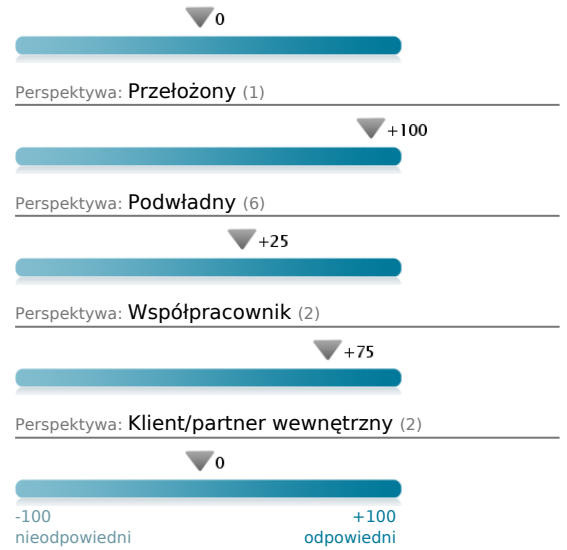 0
Perspektywa: Przełożony (1)
+100
Perspektywa: Podwładny (6)
+25
Perspektywa: Współpracownik (2)
+75
Perspektywa: Klient/partner wewnętrzny (2)
0
-100 +100
nieodpowiedni odpowiedni